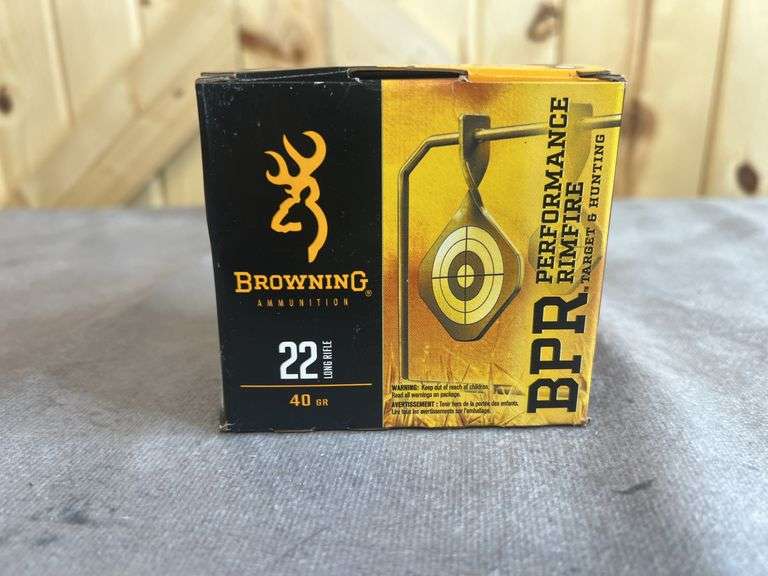 BROWNING®
AMMUNITION
22
LONG RIFLE
40 GR
WARNING: Keep out of reach of children.
Read all warnings on package.
AVERTISSEMENT : Tenir hors de la portée des enfants.
Lire tous les avertissements sur l'emballage.
BPR™
PERFORMANCE
RIMFIRE
TARGET & HUNTING